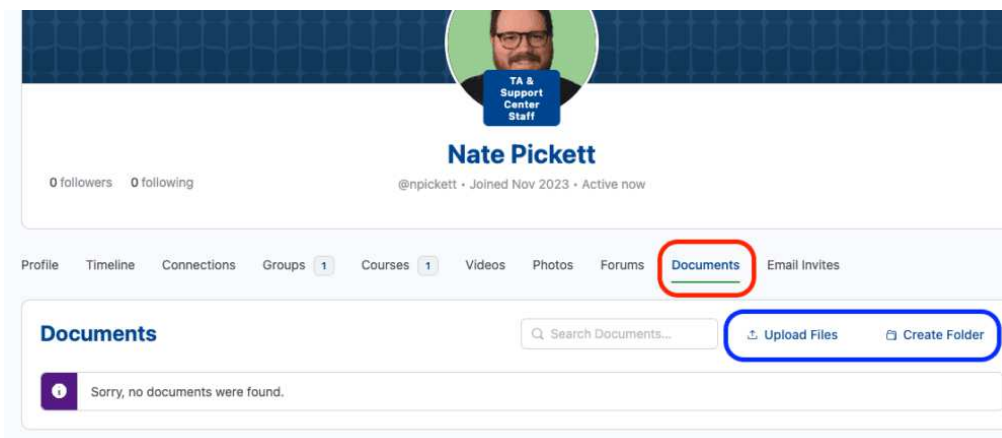 TA &
Support
Center
Staff
Nate Pickett
0 followers 0 following
@npickett • Joined Nov 2023 • Active now
Profile Timeline Connections Groups 1 Courses 1 Videos Photos Forums Documents Email Invites
Documents
Search Documents...
Upload Files
Create Folder
Sorry, no documents were found.